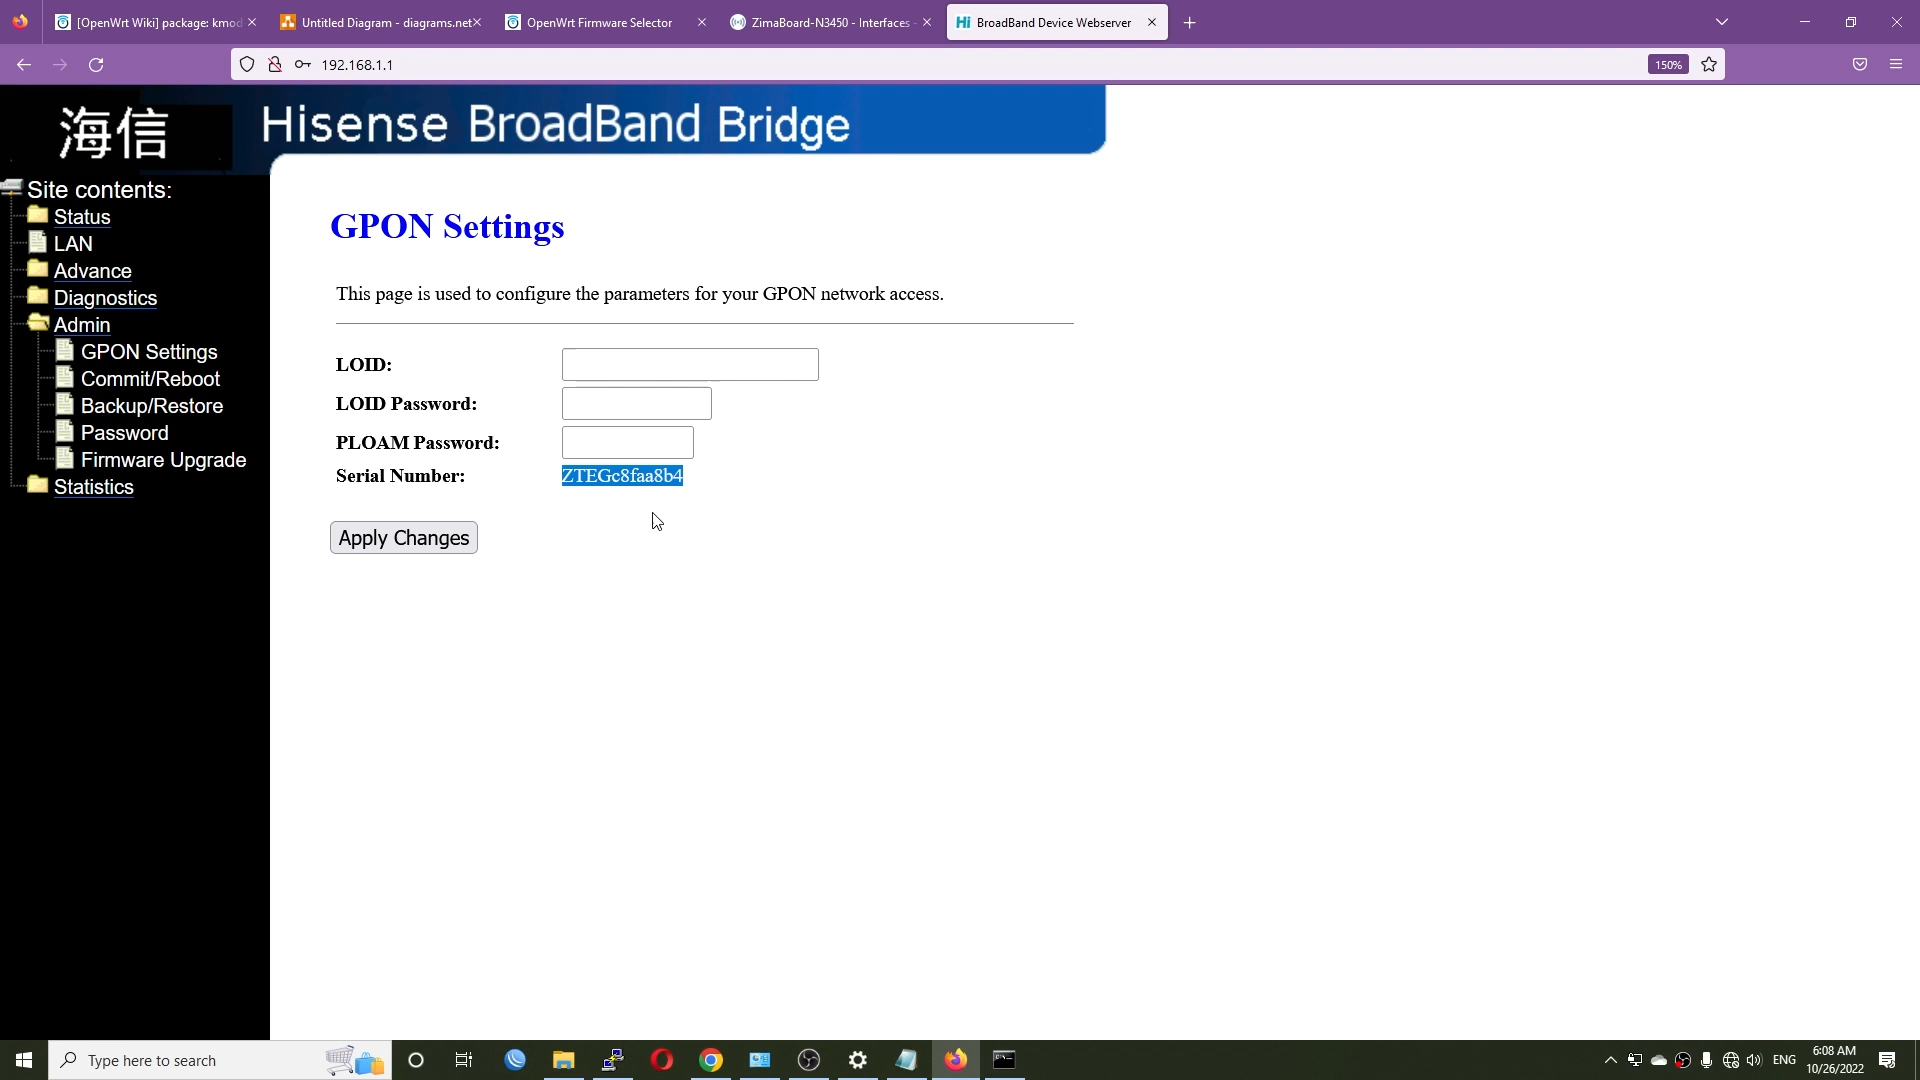 [OpenWrt Wiki] package: kmod
Untitled Diagram - diagrams.net
OpenWrt Firmware Selector
ZimaBoard-N3450 - Interfaces -
Hi BroadBand Device Webserver
192.168.1.1
150%
海信
Hisense BroadBand Bridge
Site contents:
Status
LAN
Advance
Diagnostics
Admin
GPON Settings
Commit/Reboot
Backup/Restore
Password
Firmware Upgrade
Statistics
GPON Settings
This page is used to configure the parameters for your GPON network access.
LOID:
LOID Password:
PLOAM Password:
Serial Number: ZTEGc8faa8b4
Apply Changes
Type here to search
ENG
6:08 AM
10/26/2022